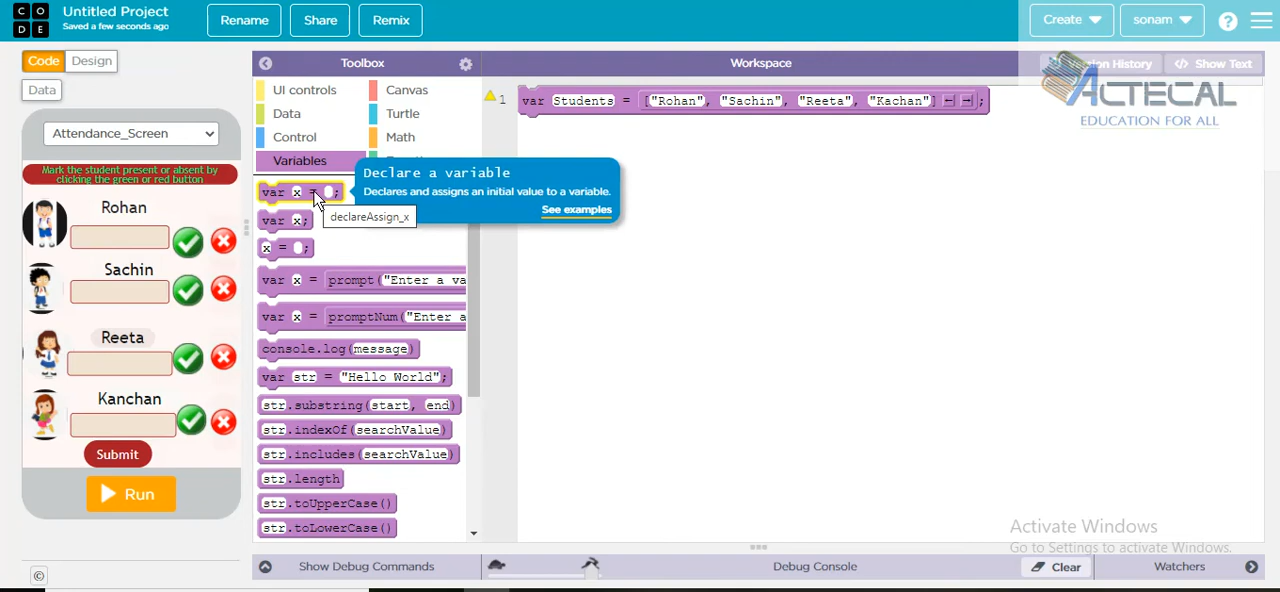 CODE
Untitled Project
Saved a few seconds ago
Rename
Share
Remix
Create
sonam
?
Code
Design
Data
Toolbox
Workspace
Version History
Show Text
ACTECAL
EDUCATION FOR ALL
UI controls
Canvas
Data
Turtle
Control
Math
Variables
Attendance_Screen
Mark the student present or absent by
clicking the green or red button
Rohan
Sachin
Reeta
Kanchan
Submit
Run
©
var x = ;
var x;
x = ;
var x = prompt("Enter a va
var x = promptNum("Enter a
console.log(message)
var str = "Hello World";
str.substring(start, end)
str.indexOf(searchValue)
str.includes(searchValue)
str.length
str.toUpperCase()
str.toLowerCase()
Declare a variable
Declares and assigns an initial value to a variable.
See examples
declareAssign_x
1
var Students = ["Rohan", "Sachin", "Reeta", "Kachan"];
Activate Windows
Go to Settings to activate Windows.
Show Debug Commands
Debug Console
Clear
Watchers